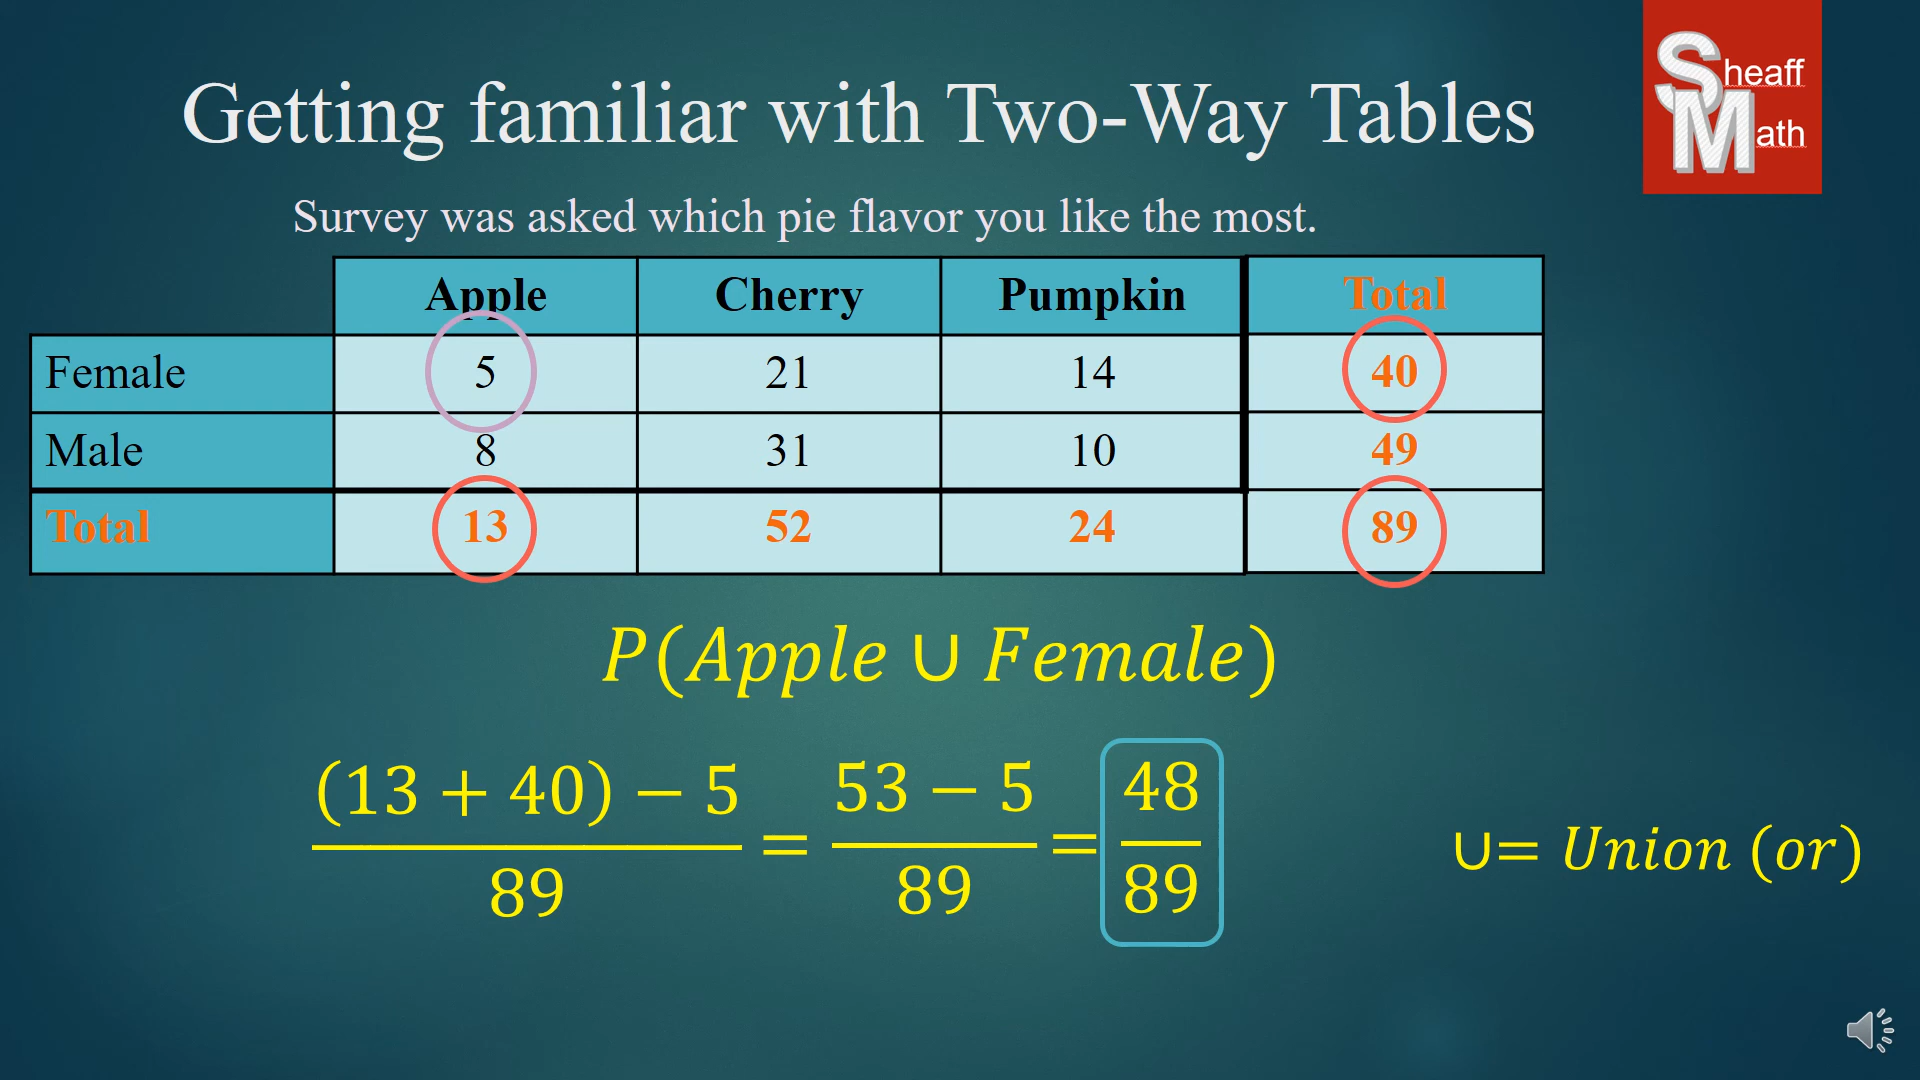 Getting familiar with Two-Way Tables
Sheaff
Math
Survey was asked which pie flavor you like the most.
Apple Cherry Pumpkin Total
Female 5 21 14 40
Male 8 31 10 49
Total 13 52 24 89
P(Apple ∪ Female)
(13 + 40) − 5 / 89 = 53 − 5 / 89 = 48 / 89
∪= Union (or)